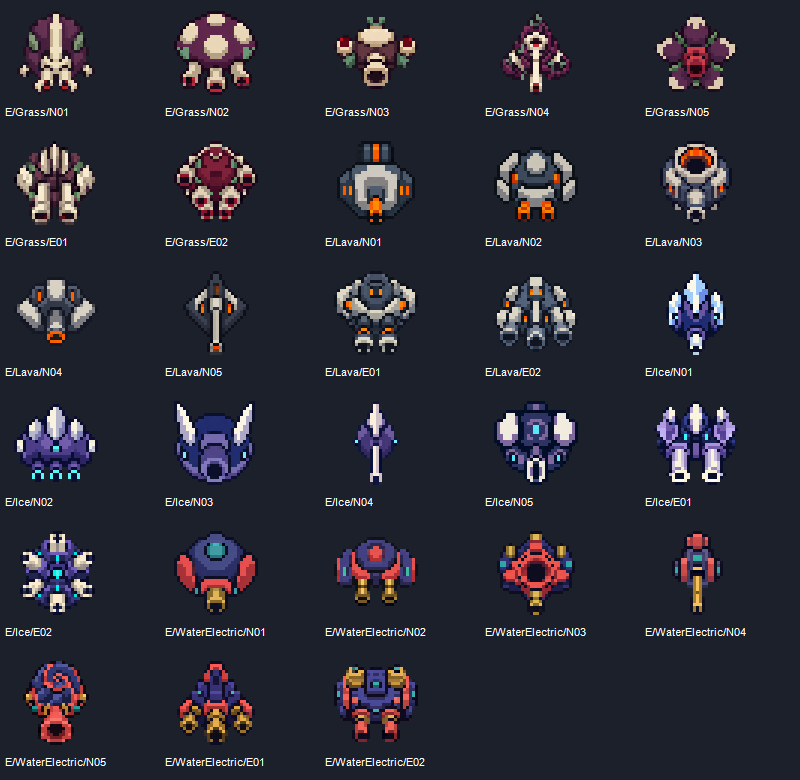 E/Grass/N01
E/Grass/N02
E/Grass/N03
E/Grass/N04
E/Grass/N05
E/Grass/E01
E/Grass/E02
E/Lava/N01
E/Lava/N02
E/Lava/N03
E/Lava/N04
E/Lava/N05
E/Lava/E01
E/Lava/E02
E/Ice/N01
E/Ice/N02
E/Ice/N03
E/Ice/N04
E/Ice/N05
E/Ice/E01
E/Ice/E02
E/WaterElectric/N01
E/WaterElectric/N02
E/WaterElectric/N03
E/WaterElectric/N04
E/WaterElectric/N05
E/WaterElectric/E01
E/WaterElectric/E02